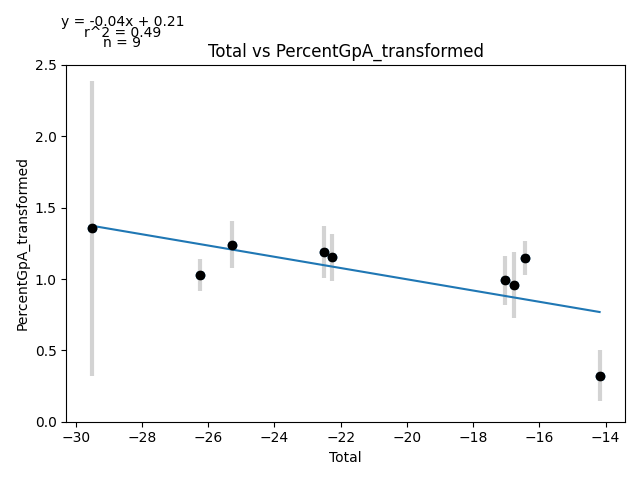 y = -0.04x + 0.21
r^2 = 0.49
n = 9
Total vs PercentGpA_transformed
2.5
2.0
1.5
1.0
0.5
0.0
PercentGpA_transformed
−30 −28 −26 −24 −22 −20 −18 −16 −14
Total